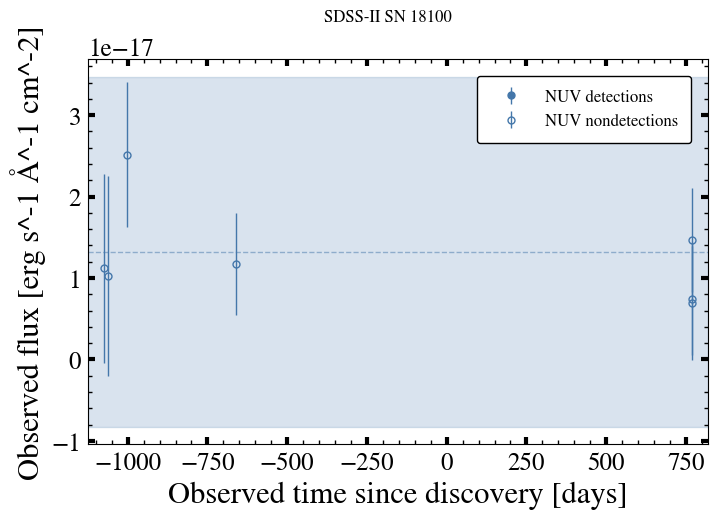 SDSS-II SN 18100
1e−17
NUV detections
NUV nondetections
3
2
1
0
−1
−1000 −750 −500 −250 0 250 500 750
Observed time since discovery [days]
Observed flux [erg s^-1 Å^-1 cm^-2]